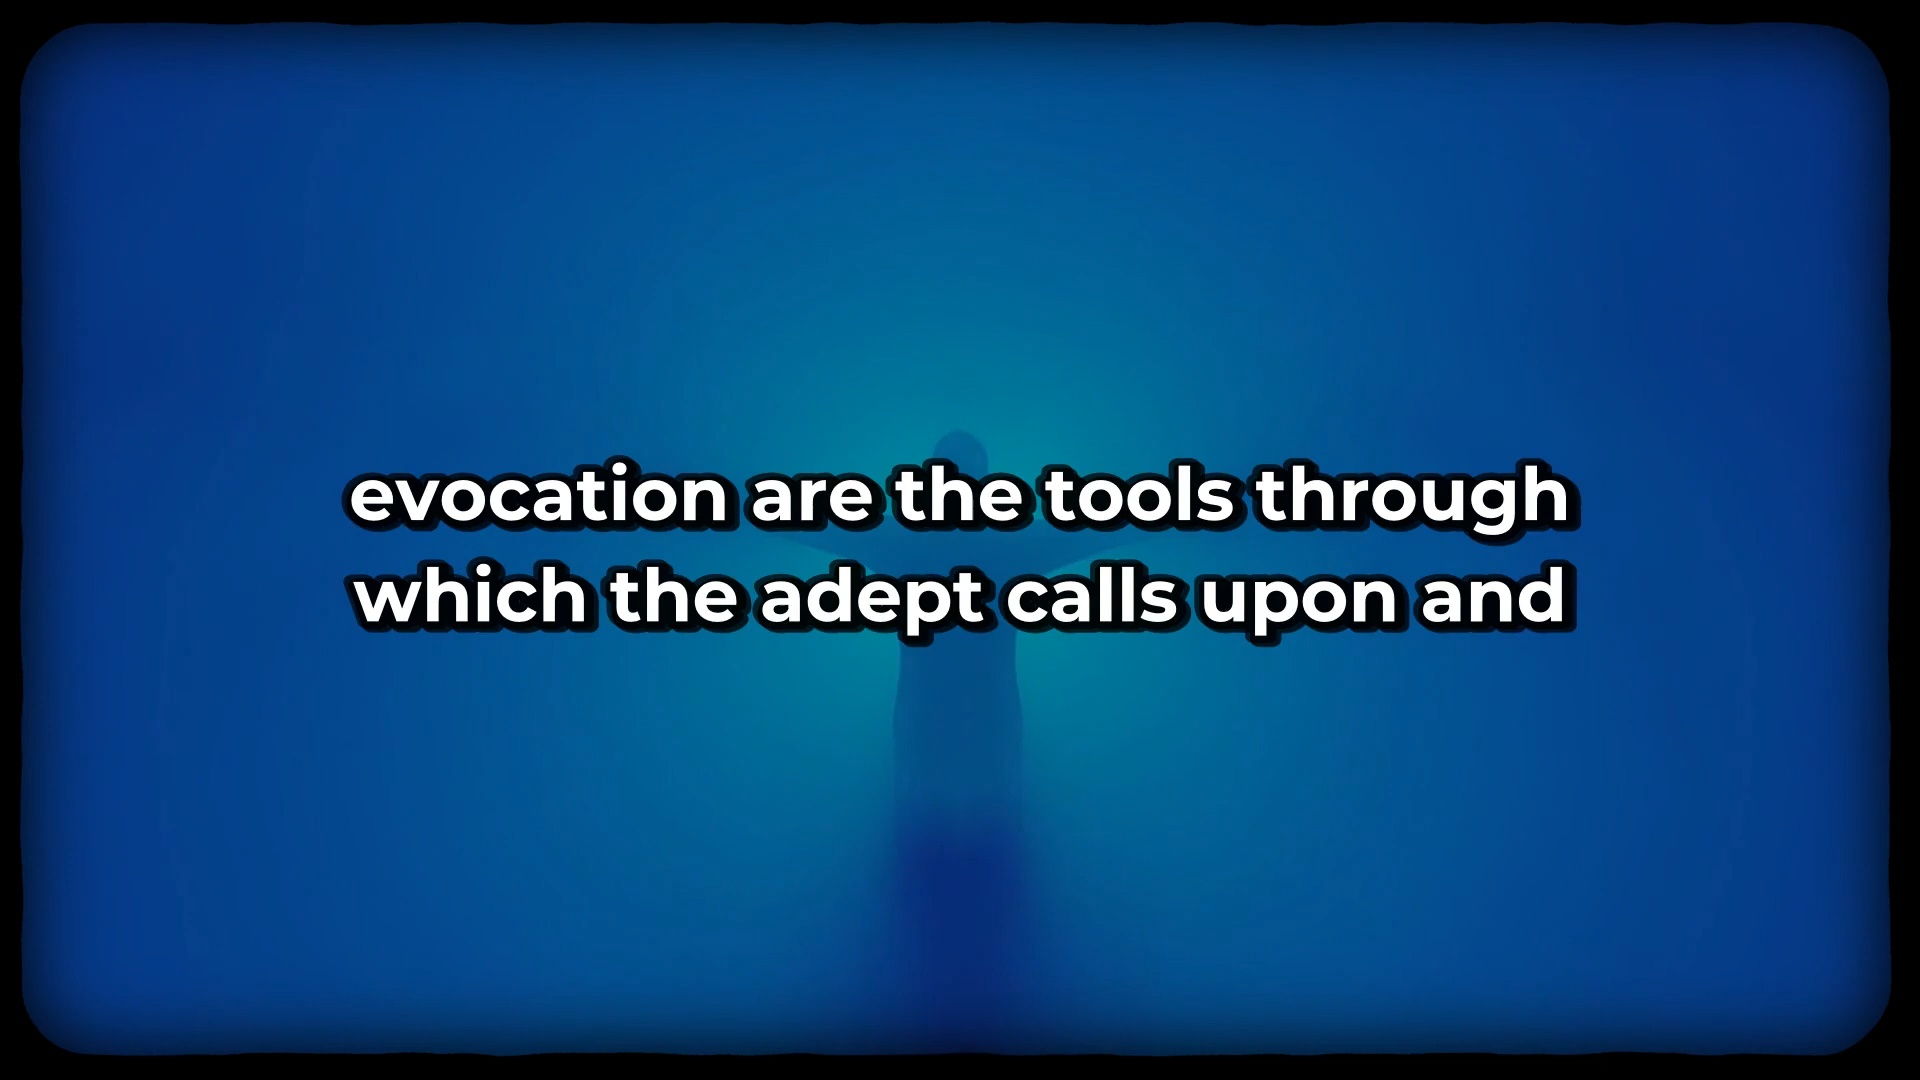 evocation are the tools through
which the adept calls upon and